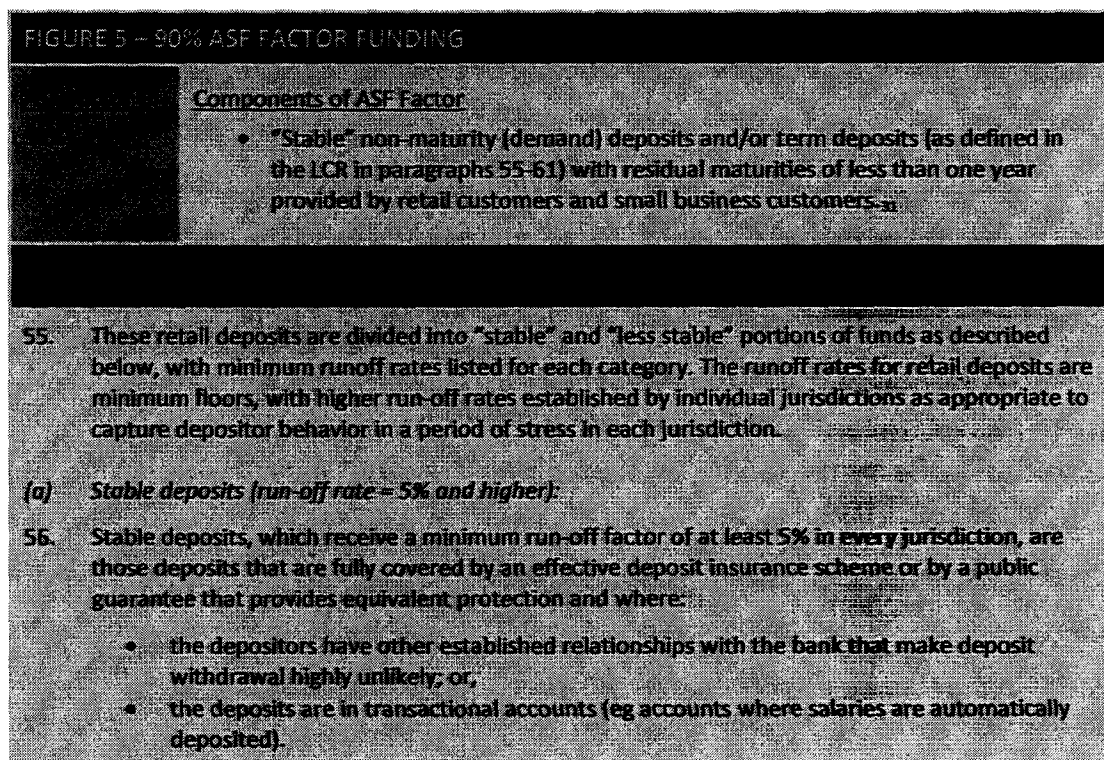 FIGURE 5 – 90% ASF FACTOR FUNDING
Components of ASF Factor
• "Stable" non-maturity (demand) deposits and/or term deposits (as defined in
the LCR in paragraphs 55-61) with residual maturities of less than one year
provided by retail customers and small business customers.31
55. These retail deposits are divided into "stable" and "less stable" portions of funds as described
below, with minimum runoff rates listed for each category. The runoff rates for retail deposits are
minimum floors, with higher run-off rates established by individual jurisdictions as appropriate to
capture depositor behavior in a period of stress in each jurisdiction.
(a) Stable deposits (run-off rate = 5% and higher):
56. Stable deposits, which receive a minimum run-off factor of at least 5% in every jurisdiction, are
those deposits that are fully covered by an effective deposit insurance scheme or by a public
guarantee that provides equivalent protection and where:
• the depositors have other established relationships with the bank that make deposit
withdrawal highly unlikely; or,
• the deposits are in transactional accounts (eg accounts where salaries are automatically
deposited).